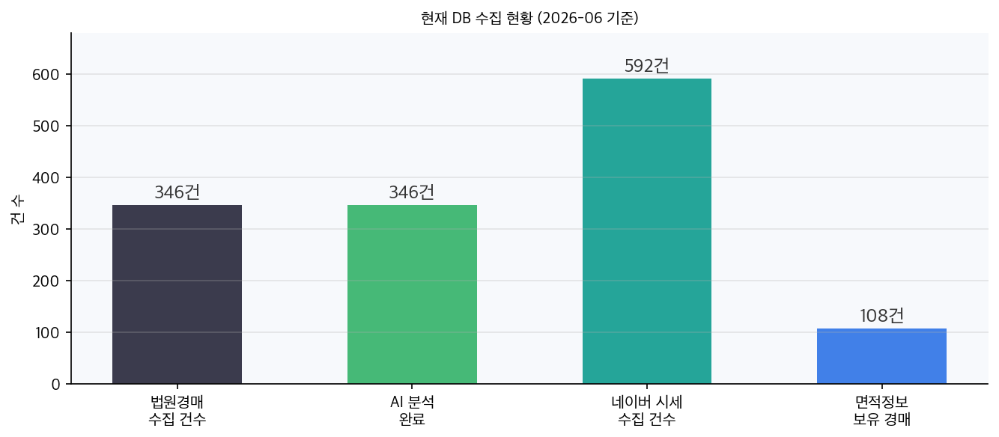 현재 DB 수집 현황 (2026-06 기준)
건 수
600
500
400
300
200
100
0
346건
346건
592건
108건
법원경매
수집 건수
AI 분석
완료
네이버 시세
수집 건수
면적정보
보유 경매